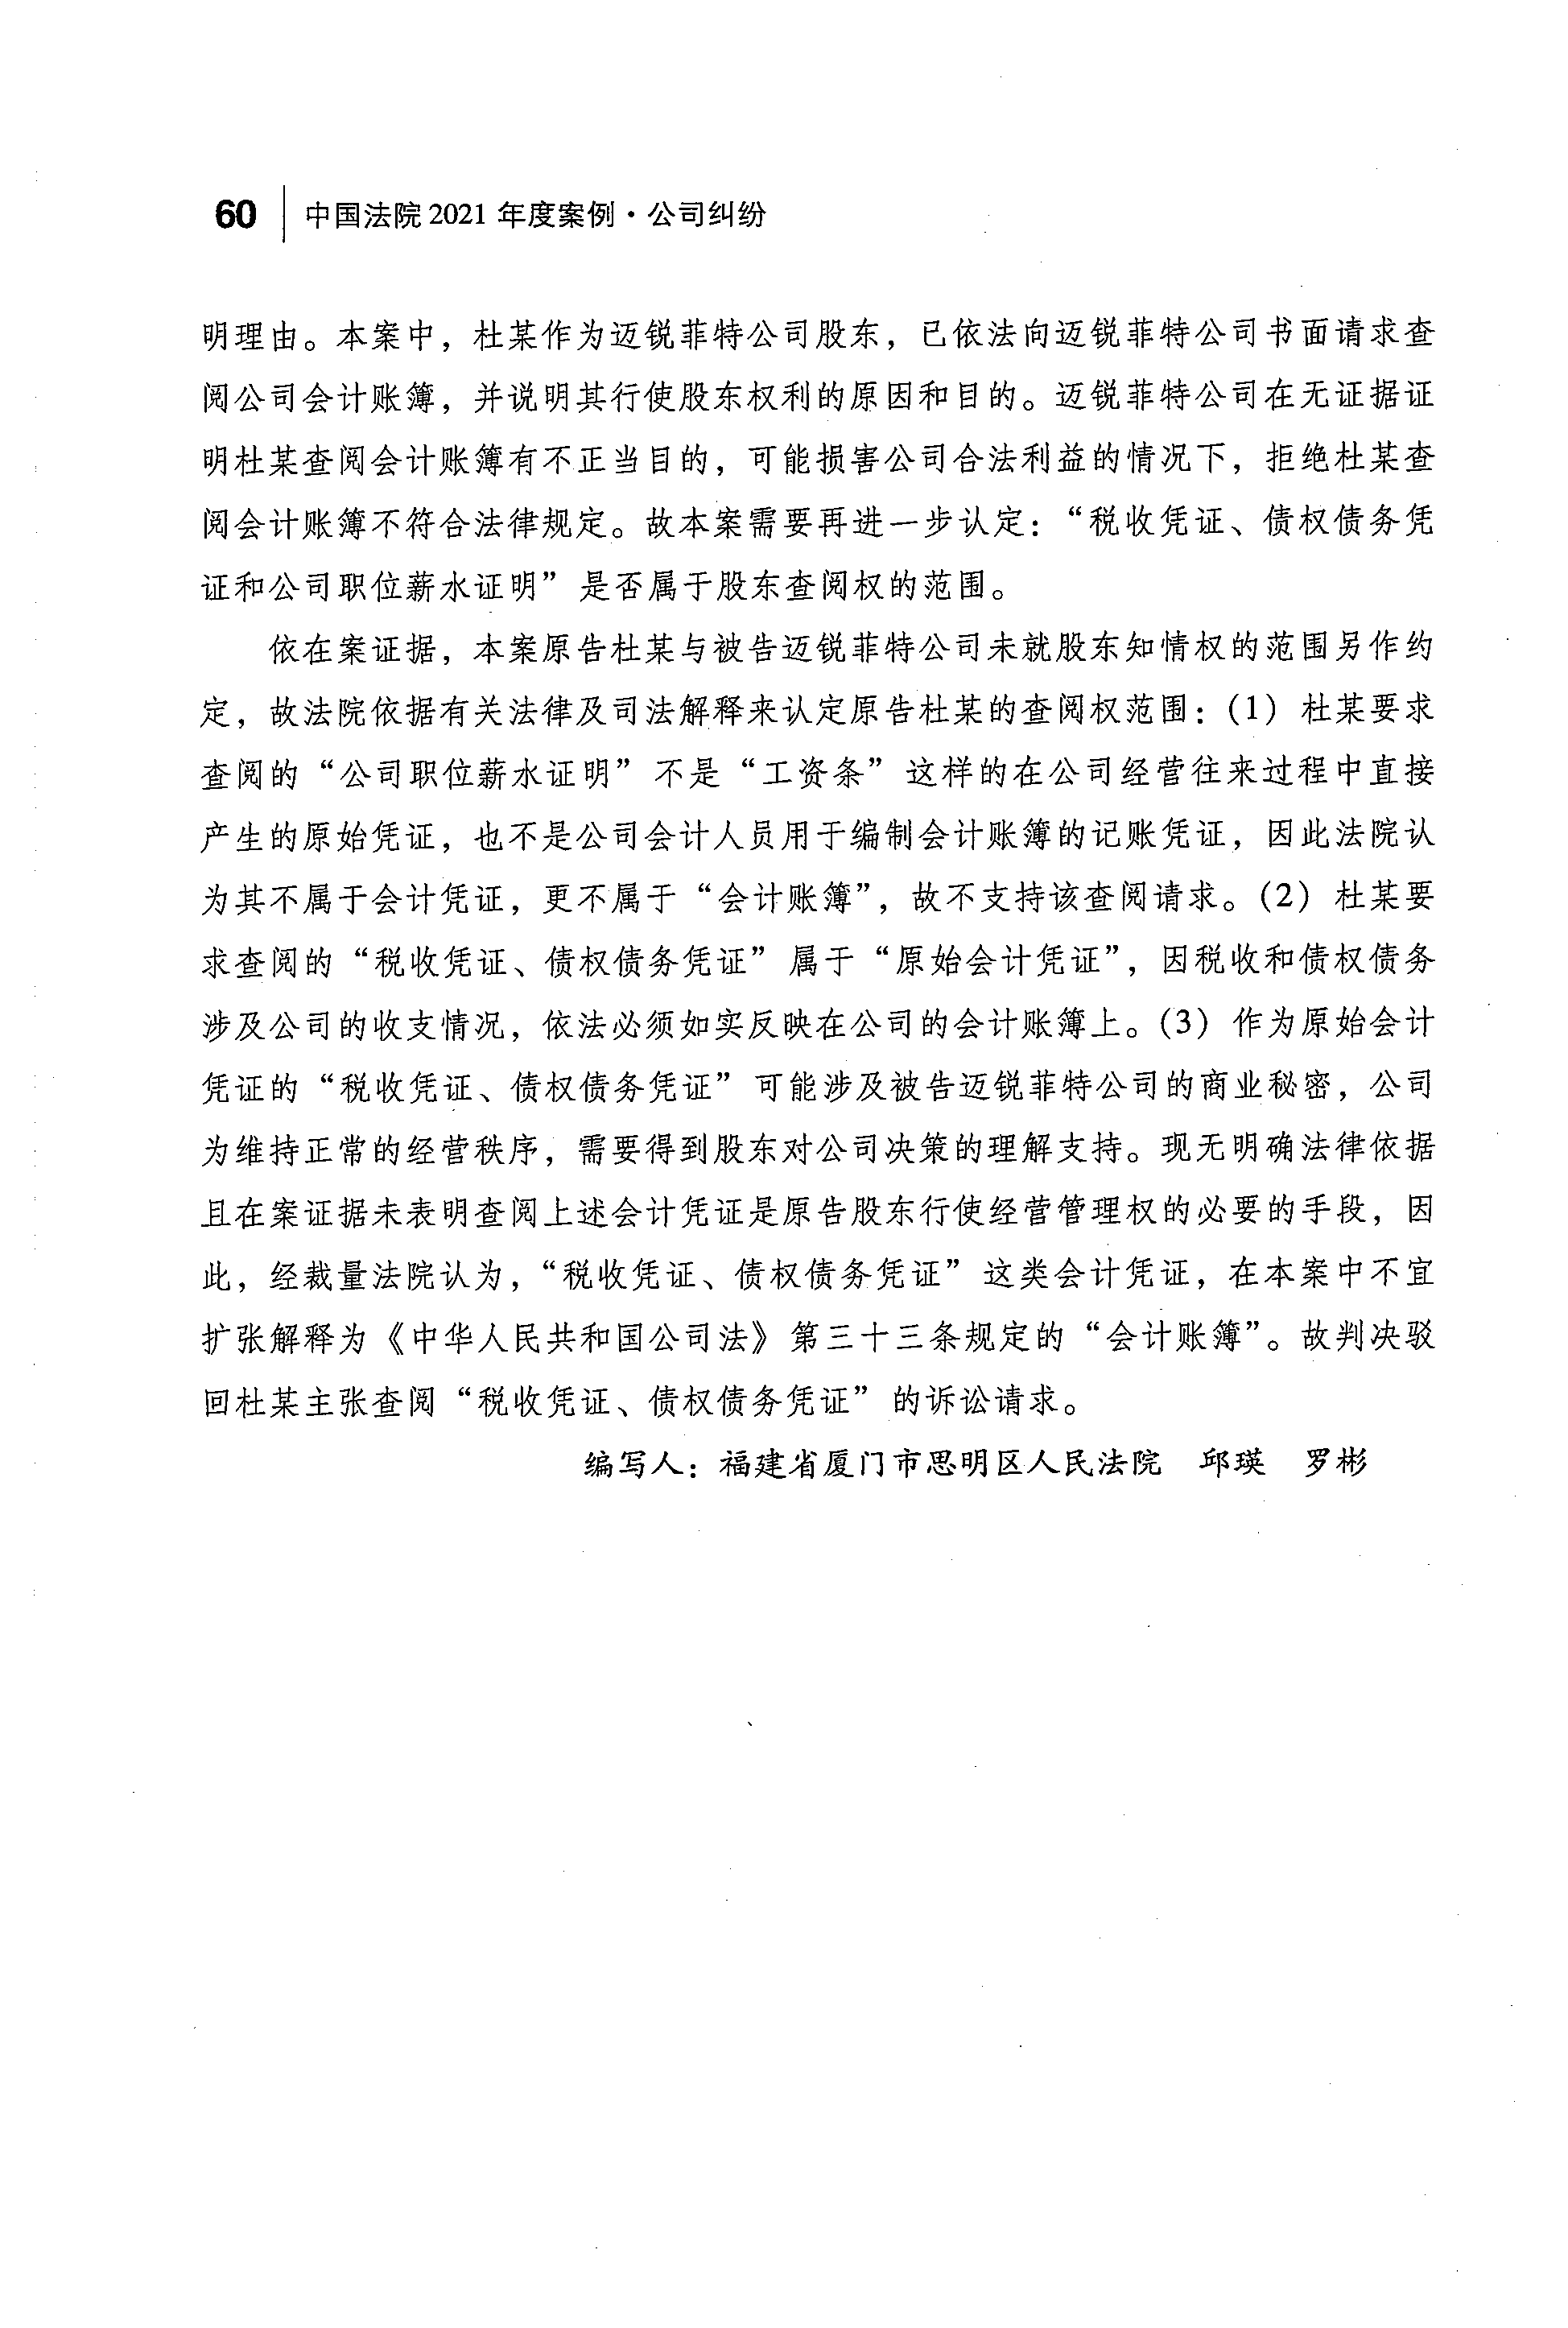 60 中国法院 2021 年度案例·公司纠纷
明理由。本案中，杜某作为迈锐菲特公司股东，已依法向迈锐菲特公司书面请求查
阅公司会计账簿，并说明其行使股东权利的原因和目的。迈锐菲特公司在无证据证
明杜某查阅会计账簿有不正当目的，可能损害公司合法利益的情况下，拒绝杜某查
阅会计账簿不符合法律规定。故本案需要再进一步认定：“税收凭证、债权债务凭
证和公司职位薪水证明”是否属于股东查阅权的范围。
依在案证据，本案原告杜某与被告迈锐菲特公司未就股东知情权的范围另作约
定，故法院依据有关法律及司法解释来认定原告杜某的查阅权范围：(1) 杜某要求
查阅的“公司职位薪水证明”不是“工资条”这样的在公司经营往来过程中直接
产生的原始凭证，也不是公司会计人员用于编制会计账簿的记账凭证，因此法院认
为其不属于会计凭证，更不属于“会计账簿”，故不支持该查阅请求。(2) 杜某要
求查阅的“税收凭证、债权债务凭证”属于“原始会计凭证”，因税收和债权债务
涉及公司的收支情况，依法必须如实反映在公司的会计账簿上。(3) 作为原始会计
凭证的“税收凭证、债权债务凭证”可能涉及被告迈锐菲特公司的商业秘密，公司
为维持正常的经营秩序，需要得到股东对公司决策的理解支持。现无明确法律依据
且在案证据未表明查阅上述会计凭证是原告股东行使经营管理权的必要的手段，因
此，经裁量法院认为，“税收凭证、债权债务凭证”这类会计凭证，在本案中不宜
扩张解释为《中华人民共和国公司法》第三十三条规定的“会计账簿”。故判决驳
回杜某主张查阅“税收凭证、债权债务凭证”的诉讼请求。
编写人：福建省厦门市思明区人民法院 邱瑛 罗彬